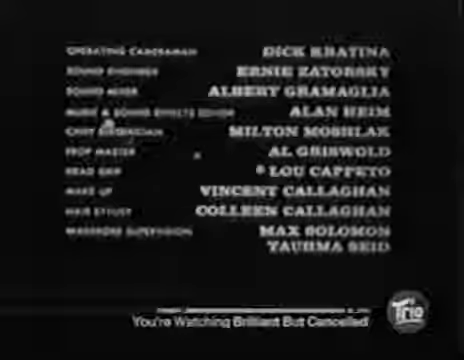 OPERATING CAMERAMAN DICK KRATINA
SOUND ENGINEER ERNIE ZATORSKY
SOUND MIXER ALBERT GRAMAGLIA
MUSIC & SOUND EFFECTS EDITOR ALAN HEIM
CHIEF ELECTRICIAN MILTON MOSHLAK
PROP MASTER AL GRISWOLD
HEAD GRIP LOU CAPPETO
MAKE UP VINCENT CALLAGHAN
HAIR STYLIST COLLEEN CALLAGHAN
WARDROBE SUPERVISION MAX SOLOMON
TAUHMA SEID
You're Watching Brilliant But Cancelled
Trio